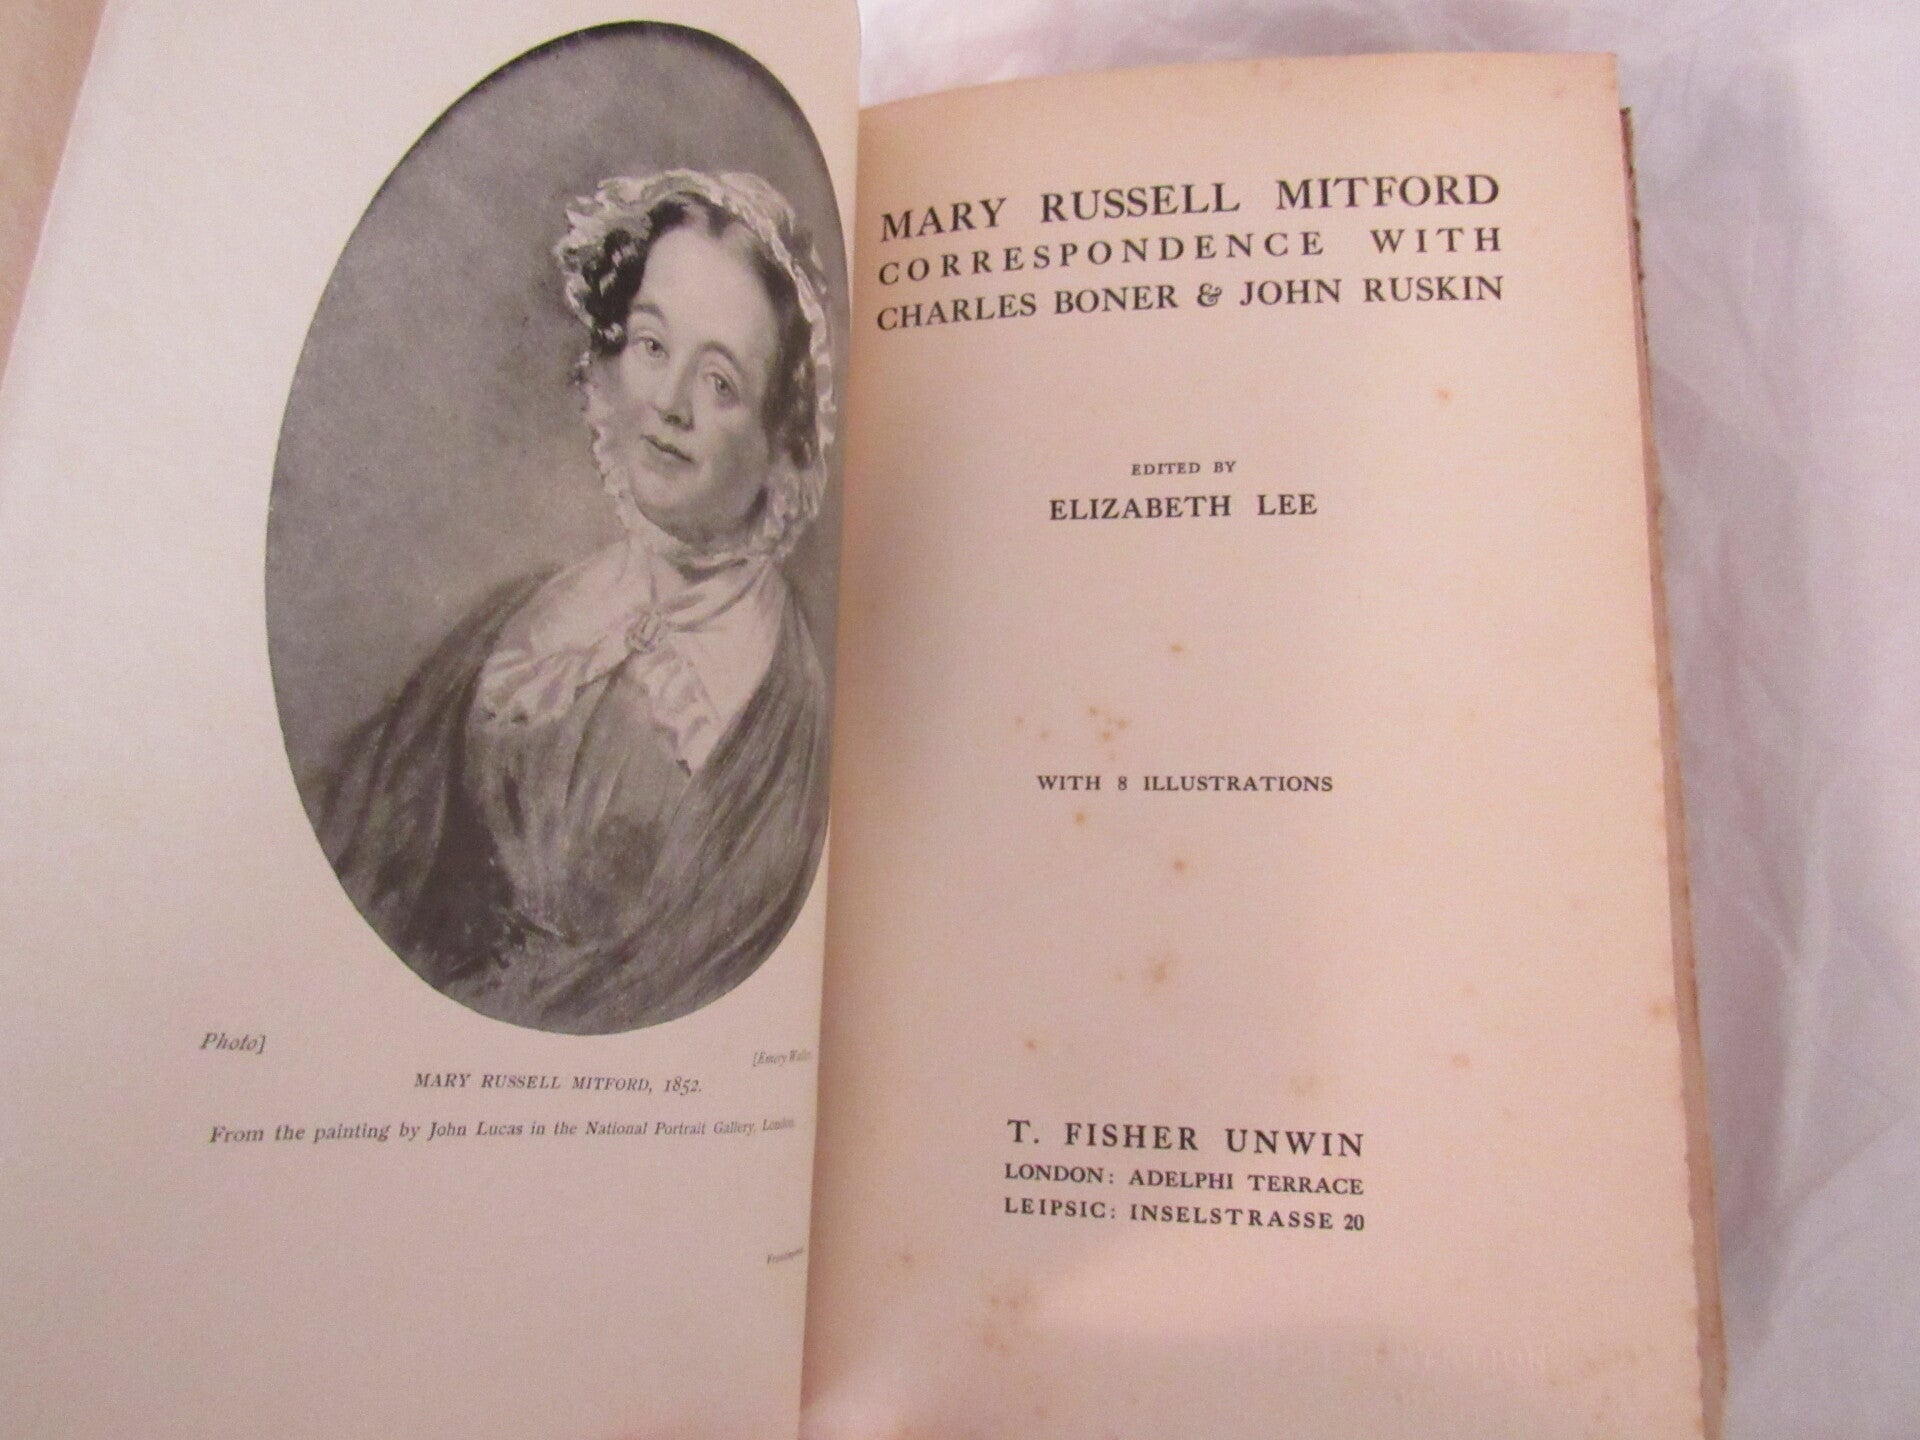 Photo]
[Emery Walker
MARY RUSSELL MITFORD, 1852.
From the painting by John Lucas in the National Portrait Gallery, London
MARY RUSSELL MITFORD
CORRESPONDENCE WITH
CHARLES BONER & JOHN RUSKIN
EDITED BY
ELIZABETH LEE
WITH 8 ILLUSTRATIONS
T. FISHER UNWIN
LONDON: ADELPHI TERRACE
LEIPSIC: INSELSTRASSE 20